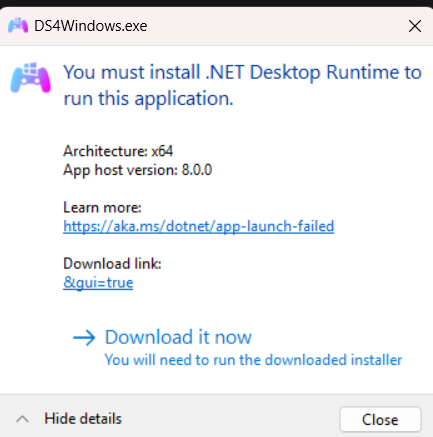 DS4Windows.exe
You must install .NET Desktop Runtime to
run this application.
Architecture: x64
App host version: 8.0.0
Learn more:
https://aka.ms/dotnet/app-launch-failed
Download link:
&gui=true
Download it now
You will need to run the downloaded installer
Hide details
Close